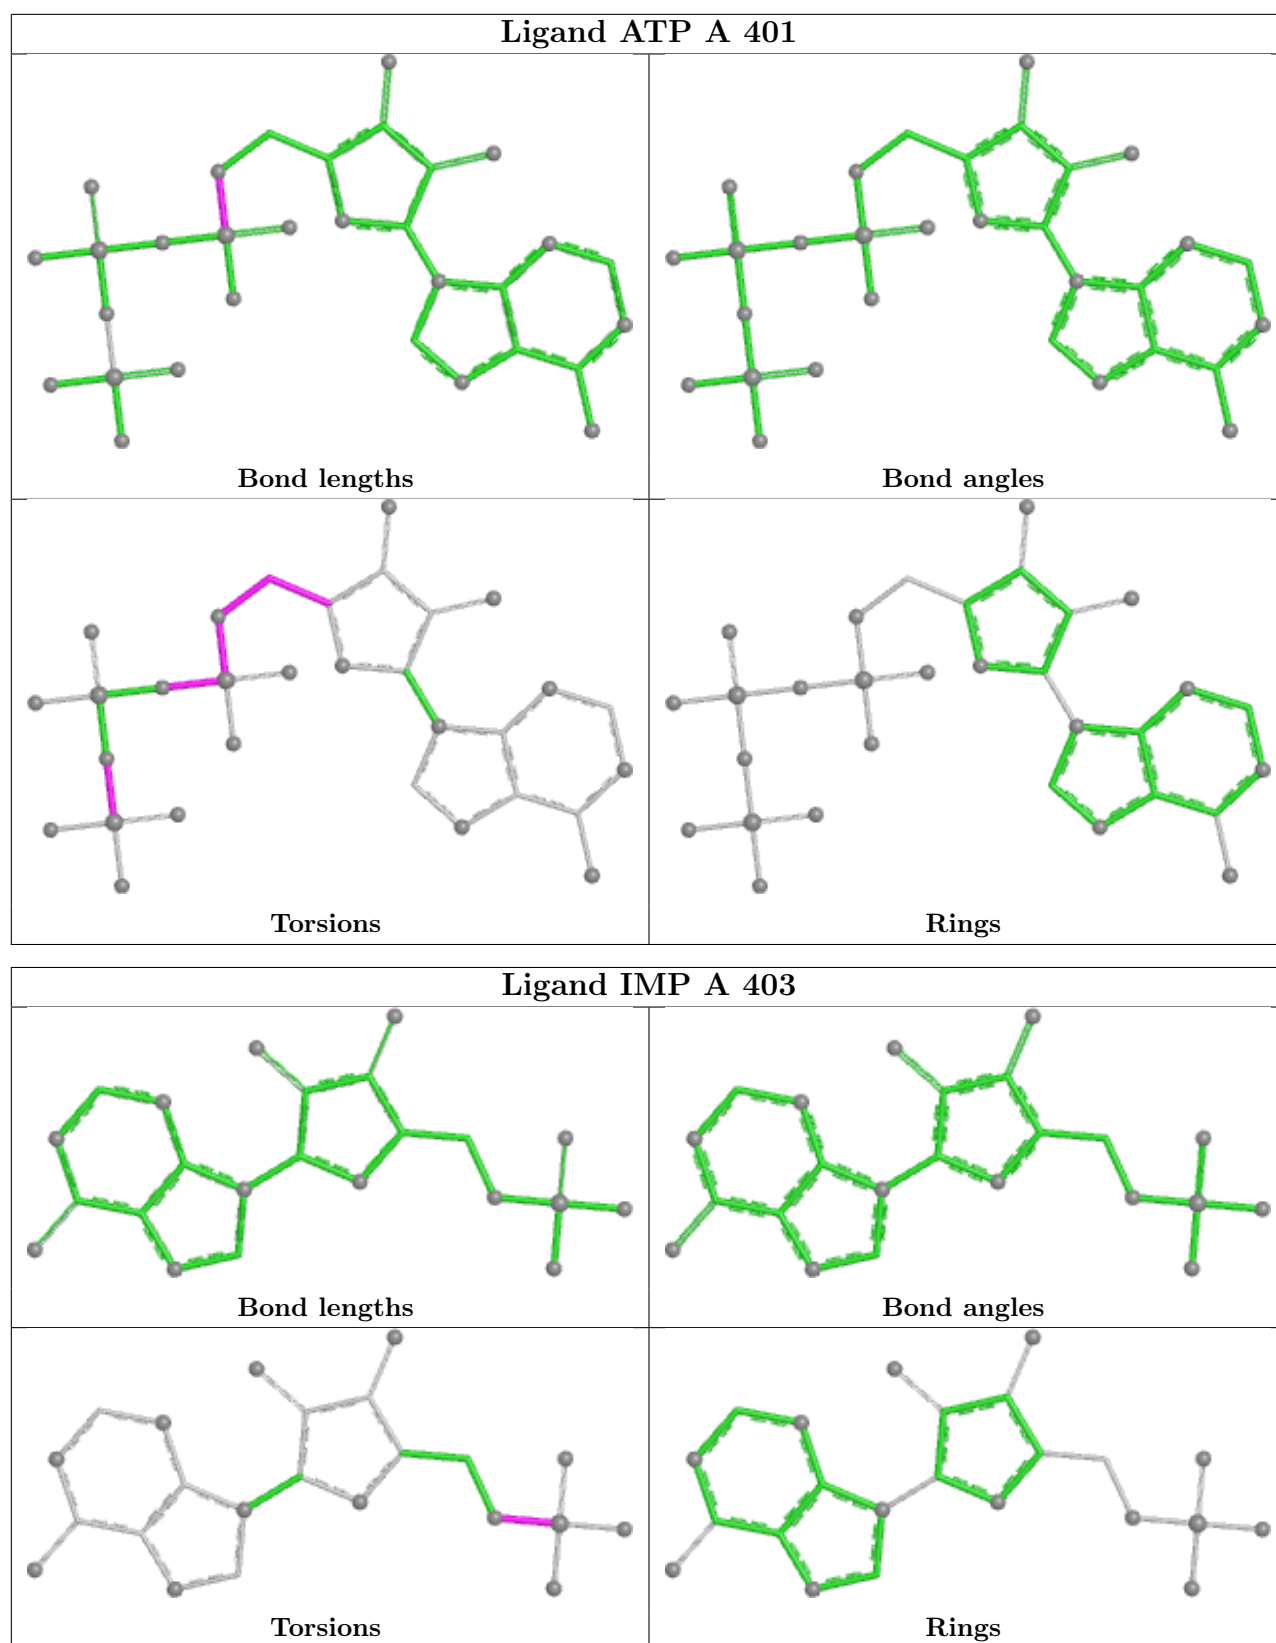 Ligand ATP A 401
Bond lengths
Bond angles
Torsions
Rings
Ligand IMP A 403
Bond lengths
Bond angles
Torsions
Rings